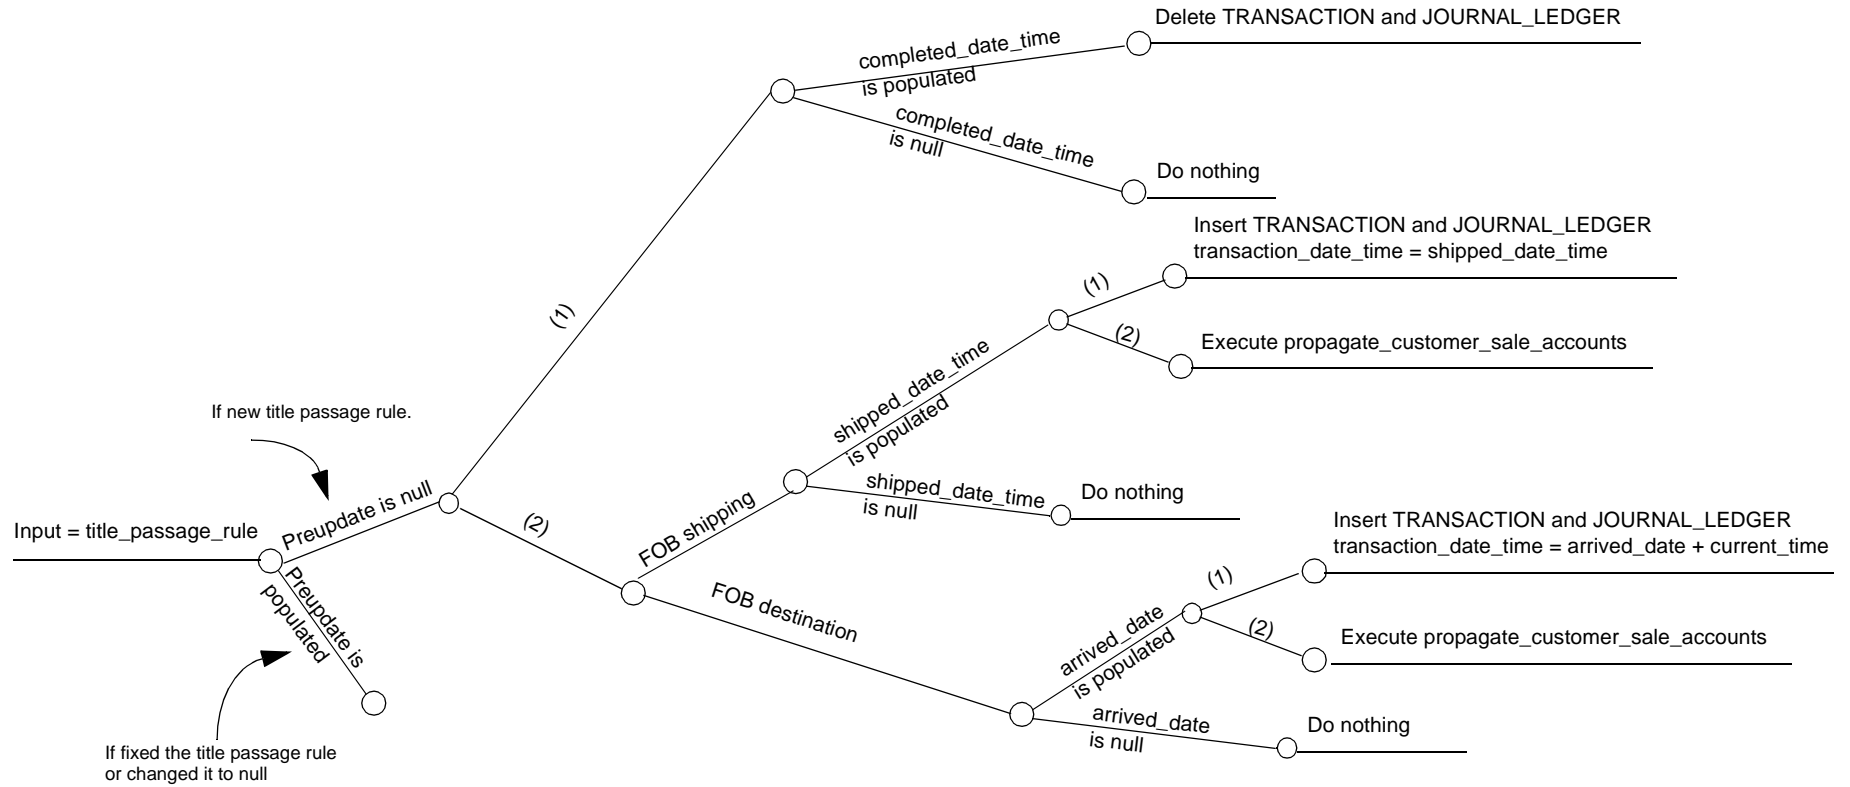 Delete TRANSACTION and JOURNAL_LEDGER
completed_date_time
is populated
completed_date_time
is null
Do nothing
Insert TRANSACTION and JOURNAL_LEDGER
transaction_date_time = shipped_date_time
(1)
(1)
(2)
Execute propagate_customer_sale_accounts
shipped_date_time
is populated
If new title passage rule.
shipped_date_time
is null
Do nothing
Preupdate is null
(2)
FOB shipping
Input = title_passage_rule
Insert TRANSACTION and JOURNAL_LEDGER
transaction_date_time = arrived_date + current_time
Preupdate is
populated
FOB destination
(1)
(2)
Execute propagate_customer_sale_accounts
arrived_date
is populated
arrived_date
is null
Do nothing
If fixed the title passage rule
or changed it to null